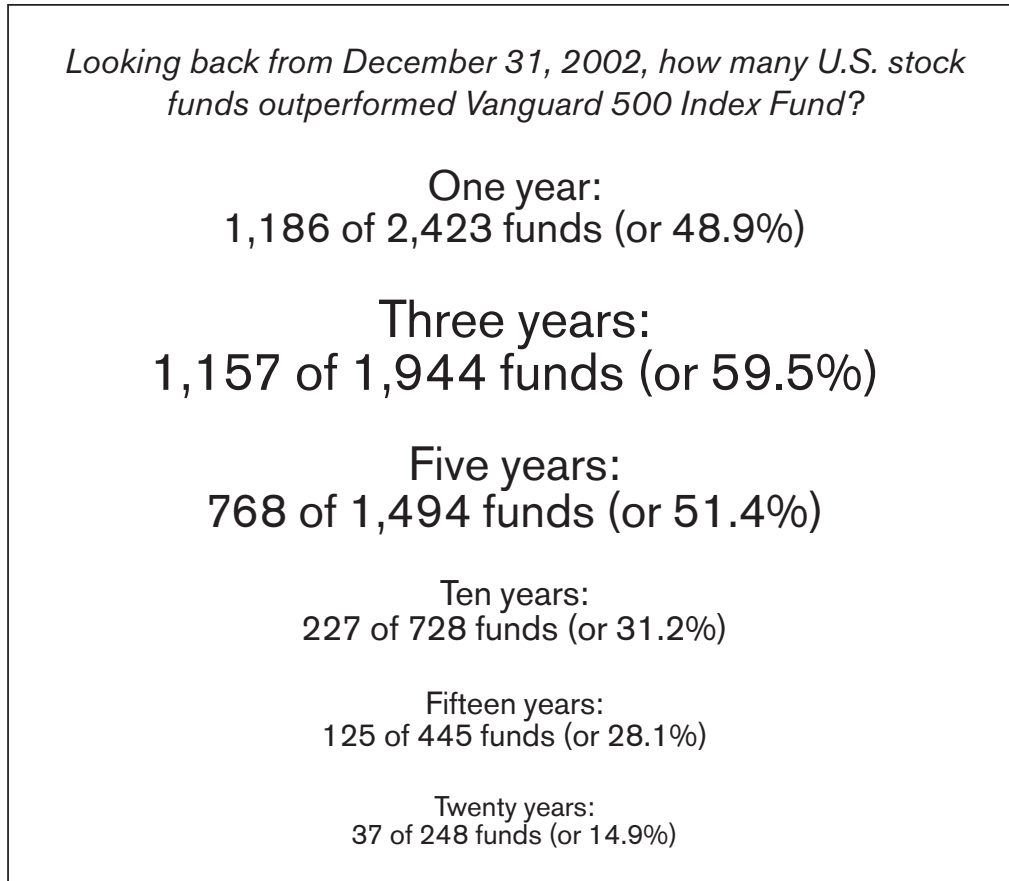 Looking back from December 31, 2002, how many U.S. stock
funds outperformed Vanguard 500 Index Fund?
One year:
1,186 of 2,423 funds (or 48.9%)
Three years:
1,157 of 1,944 funds (or 59.5%)
Five years:
768 of 1,494 funds (or 51.4%)
Ten years:
227 of 728 funds (or 31.2%)
Fifteen years:
125 of 445 funds (or 28.1%)
Twenty years:
37 of 248 funds (or 14.9%)